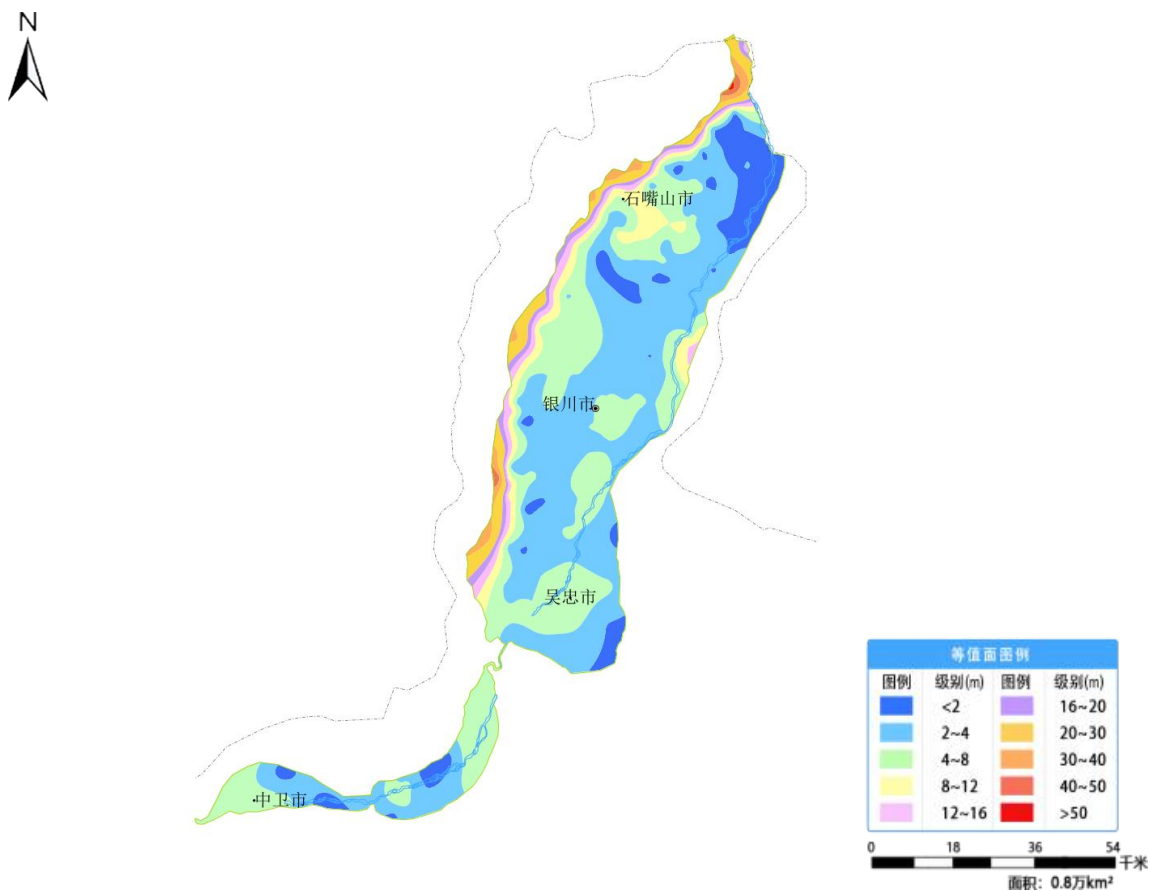 N
石嘴山市
银川市
吴忠市
中卫市
等值面图例
图例 级别(m) 图例 级别(m)
<2 16~20
2~4 20~30
4~8 30~40
8~12 40~50
12~16 >50
0 18 36 54 千米
面积：0.8万km²